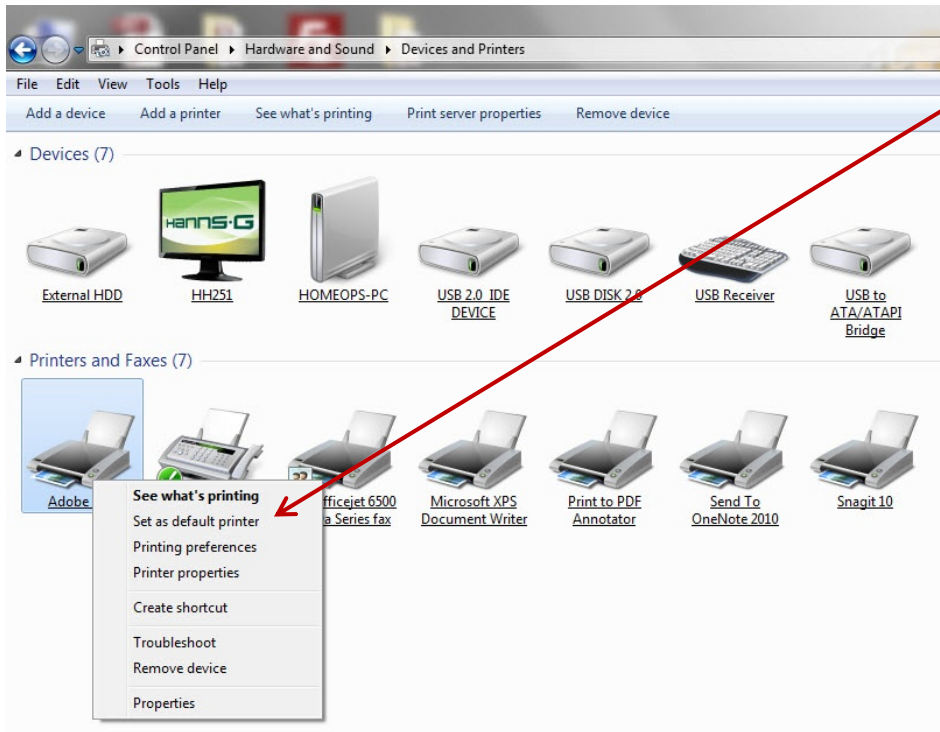 Control Panel ▸ Hardware and Sound ▸ Devices and Printers
File Edit View Tools Help
Add a device Add a printer See what's printing Print server properties Remove device
Devices (7)
HANNS·G
External HDD HH251 HOMEOPS-PC USB 2.0 IDE USB DISK 2.0 USB Receiver USB to
DEVICE ATA/ATAPI
Bridge
Printers and Faxes (7)
Adobe fficejet 6500 Microsoft XPS Print to PDF Send To Snagit 10
a Series fax Document Writer Annotator OneNote 2010
See what's printing
Set as default printer
Printing preferences
Printer properties
Create shortcut
Troubleshoot
Remove device
Properties